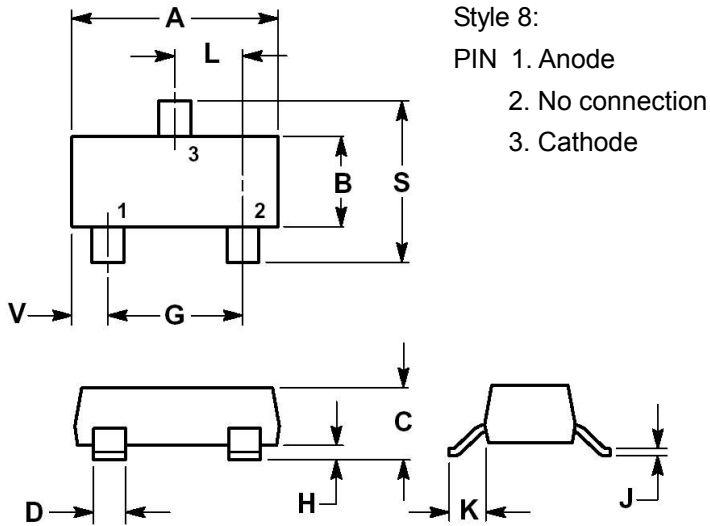 A
L
3
B
S
1
2
V
G
Style 8:
PIN 1. Anode
2. No connection
3. Cathode
C
D
H
K
J